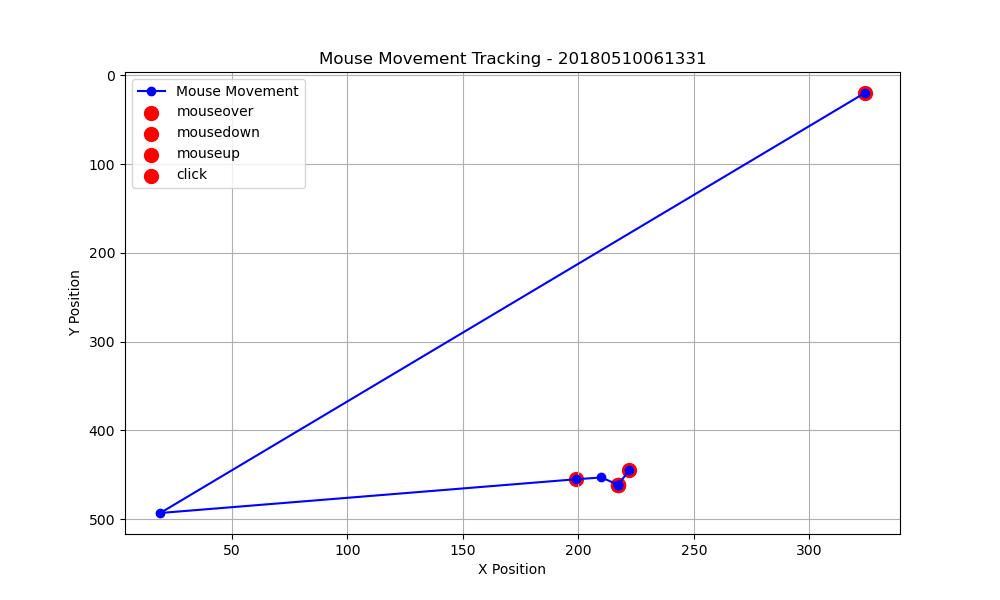 Mouse Movement Tracking - 20180510061331
Mouse Movement
mouseover
mousedown
mouseup
click
0
100
200
300
400
500
Y Position
50
100
150
200
250
300
X Position